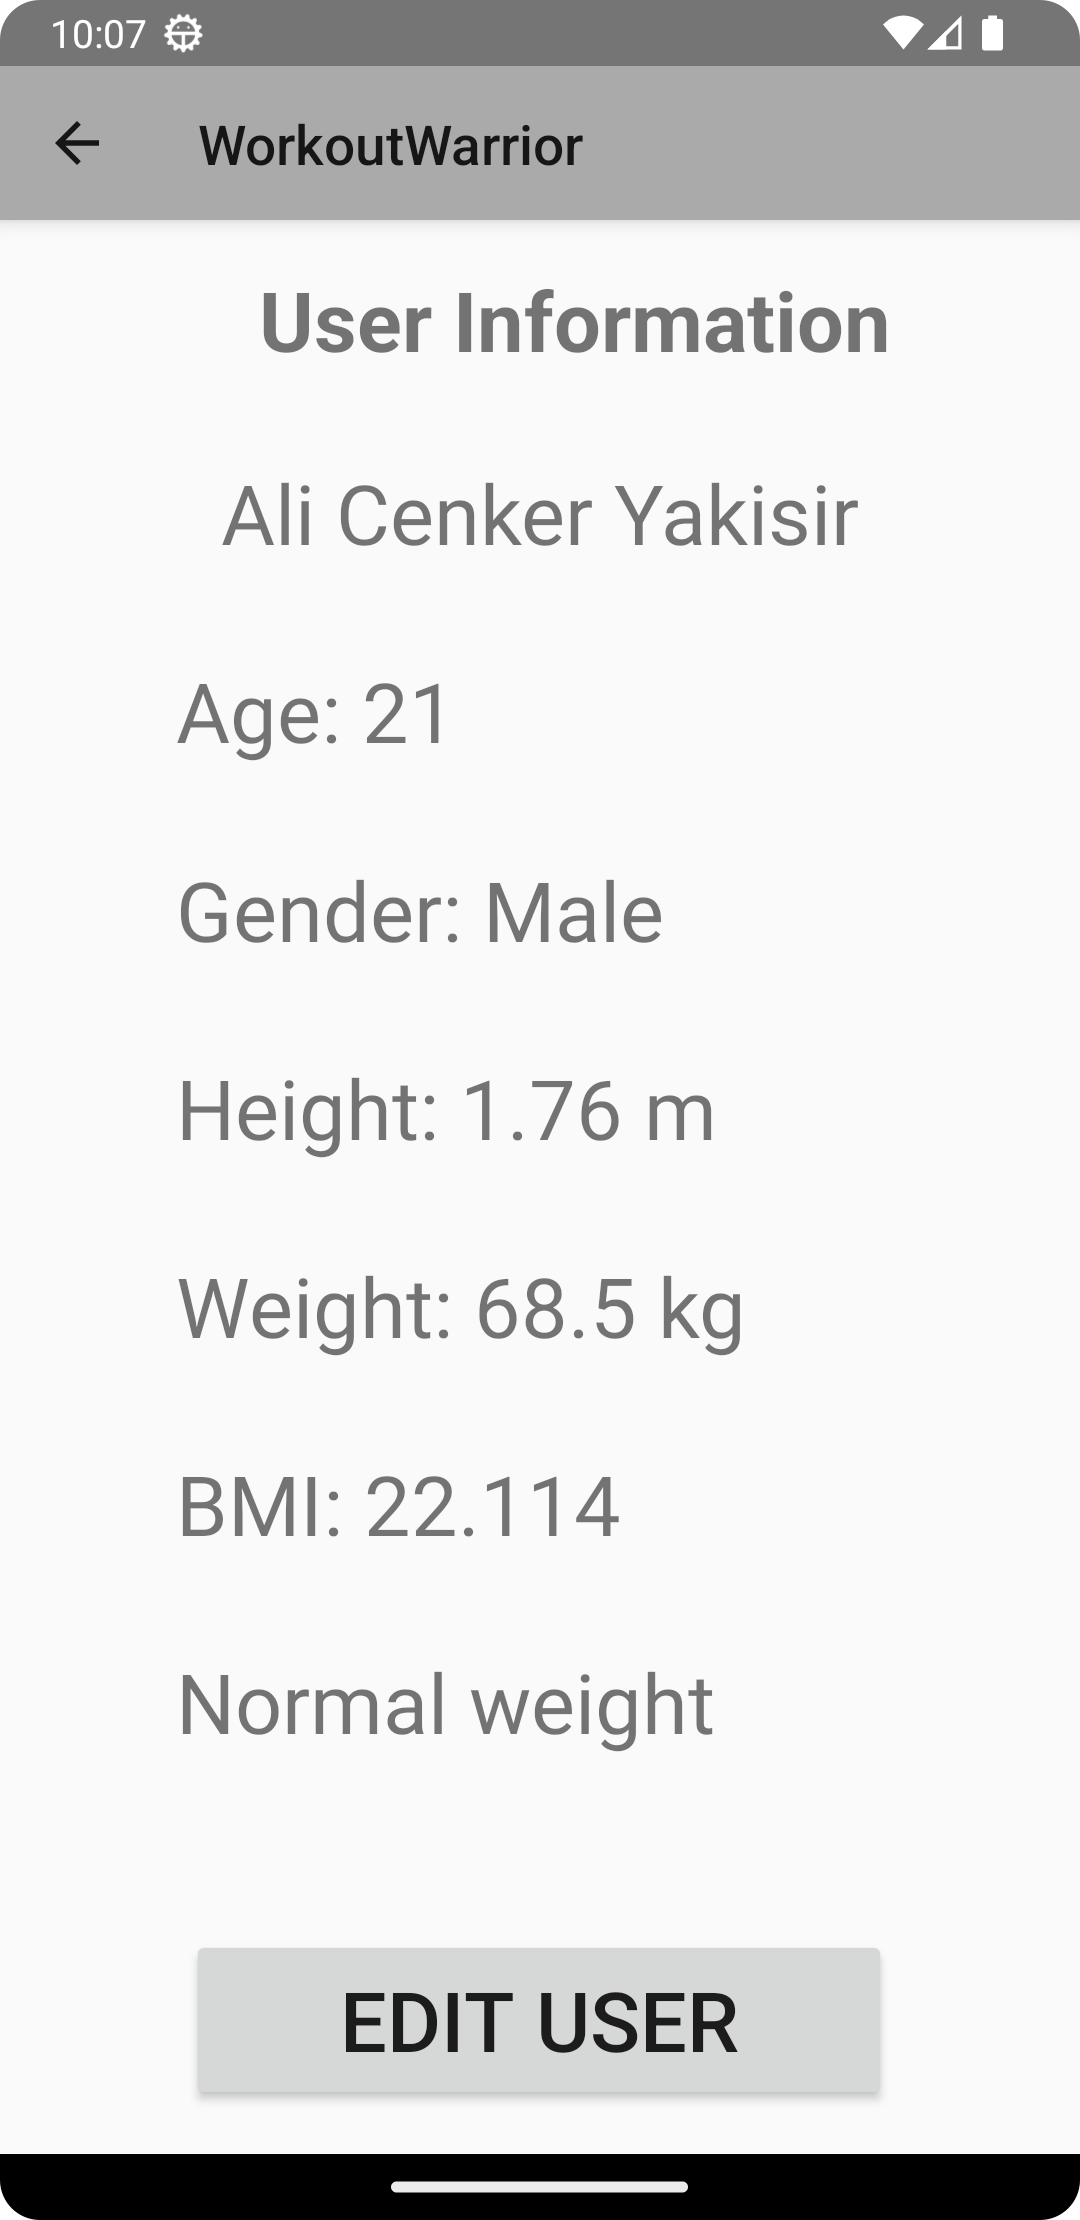 10:07
WorkoutWarrior
User Information
Ali Cenker Yakisir
Age: 21
Gender: Male
Height: 1.76 m
Weight: 68.5 kg
BMI: 22.114
Normal weight
EDIT USER